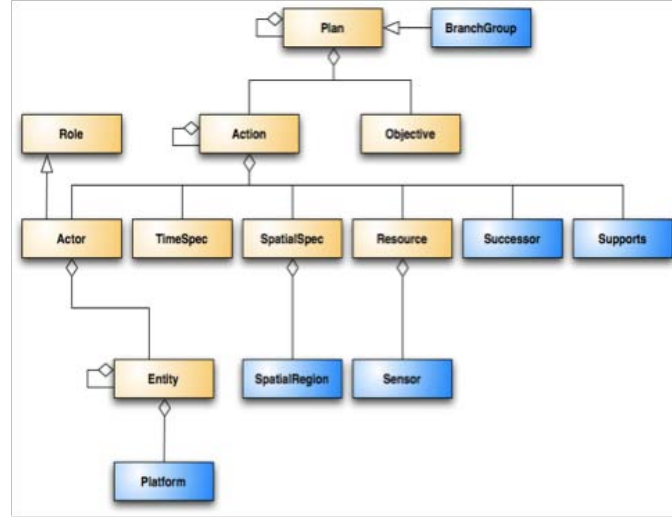 Plan
BranchGroup
Role
Action
Objective
Actor
TimeSpec
SpatialSpec
Resource
Successor
Supports
Entity
SpatialRegion
Sensor
Platform